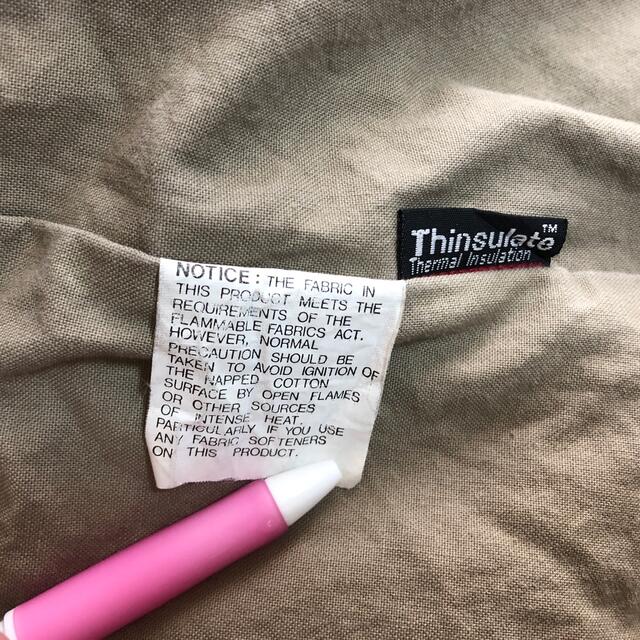 Thinsulate™
Thermal Insulation
NOTICE: THE FABRIC IN
THIS PRODUCT MEETS THE
REQUIREMENTS OF THE
FLAMMABLE FABRICS ACT.
HOWEVER, NORMAL
PRECAUTION SHOULD BE
TAKEN TO AVOID IGNITION OF
THE NAPPED COTTON
SURFACE BY OPEN FLAMES
OR OTHER SOURCES
OF INTENSE HEAT.
PARTICULARLY IF YOU USE
ANY FABRIC SOFTENERS
ON THIS PRODUCT.